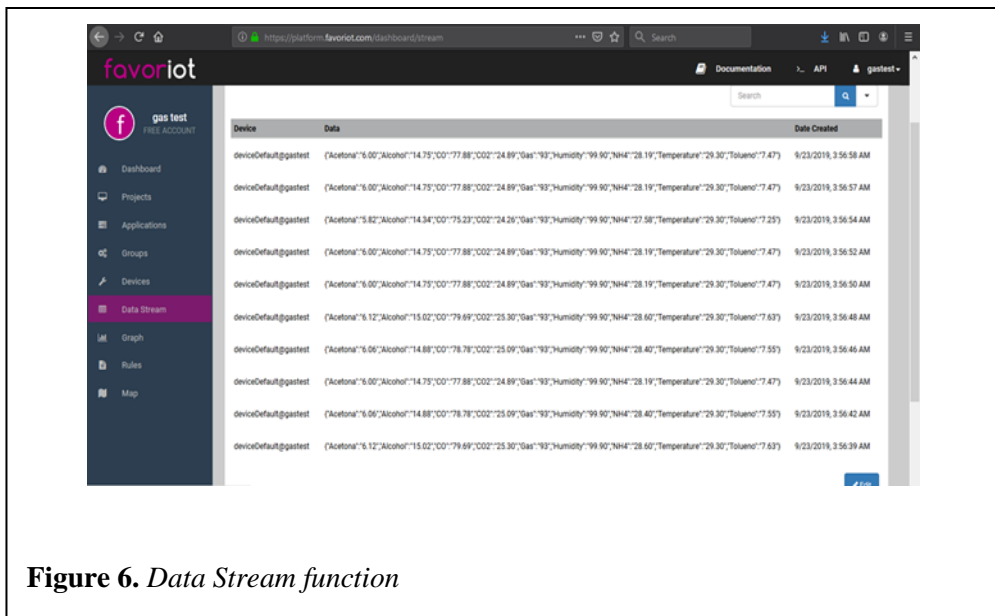 https://platform.favoriot.com/dashboard/stream ••• Search
favoriot Documentation >_ API gastest
Search
f gas test
FREE ACCOUNT
Device Data Date Created
deviceDefault@gastest {"Acetona":"6.00","Alcohol":"14.75","CO":"77.88","CO2":"24.89","Gas":"93","Humidity":"99.90","NH4":"28.19","Temperature":"29.30","Tolueno":"7.47"} 9/23/2019, 3:56:58 AM
Dashboard
deviceDefault@gastest {"Acetona":"6.00","Alcohol":"14.75","CO":"77.88","CO2":"24.89","Gas":"93","Humidity":"99.90","NH4":"28.19","Temperature":"29.30","Tolueno":"7.47"} 9/23/2019, 3:56:57 AM
Projects
deviceDefault@gastest {"Acetona":"5.82","Alcohol":"14.34","CO":"75.23","CO2":"24.26","Gas":"93","Humidity":"99.90","NH4":"27.58","Temperature":"29.30","Tolueno":"7.25"} 9/23/2019, 3:56:54 AM
Applications
deviceDefault@gastest {"Acetona":"6.00","Alcohol":"14.75","CO":"77.88","CO2":"24.89","Gas":"93","Humidity":"99.90","NH4":"28.19","Temperature":"29.30","Tolueno":"7.47"} 9/23/2019, 3:56:52 AM
Groups
deviceDefault@gastest {"Acetona":"6.00","Alcohol":"14.75","CO":"77.88","CO2":"24.89","Gas":"93","Humidity":"99.90","NH4":"28.19","Temperature":"29.30","Tolueno":"7.47"} 9/23/2019, 3:56:50 AM
Devices
deviceDefault@gastest {"Acetona":"6.12","Alcohol":"15.02","CO":"79.69","CO2":"25.30","Gas":"93","Humidity":"99.90","NH4":"28.60","Temperature":"29.30","Tolueno":"7.63"} 9/23/2019, 3:56:48 AM
Data Stream
deviceDefault@gastest {"Acetona":"6.06","Alcohol":"14.88","CO":"78.78","CO2":"25.09","Gas":"93","Humidity":"99.90","NH4":"28.40","Temperature":"29.30","Tolueno":"7.55"} 9/23/2019, 3:56:46 AM
Graph
deviceDefault@gastest {"Acetona":"6.00","Alcohol":"14.75","CO":"77.88","CO2":"24.89","Gas":"93","Humidity":"99.90","NH4":"28.19","Temperature":"29.30","Tolueno":"7.47"} 9/23/2019, 3:56:44 AM
Rules
deviceDefault@gastest {"Acetona":"6.06","Alcohol":"14.88","CO":"78.78","CO2":"25.09","Gas":"93","Humidity":"99.90","NH4":"28.40","Temperature":"29.30","Tolueno":"7.55"} 9/23/2019, 3:56:42 AM
Map
deviceDefault@gastest {"Acetona":"6.12","Alcohol":"15.02","CO":"79.69","CO2":"25.30","Gas":"93","Humidity":"99.90","NH4":"28.60","Temperature":"29.30","Tolueno":"7.63"} 9/23/2019, 3:56:39 AM
Figure 6. Data Stream function